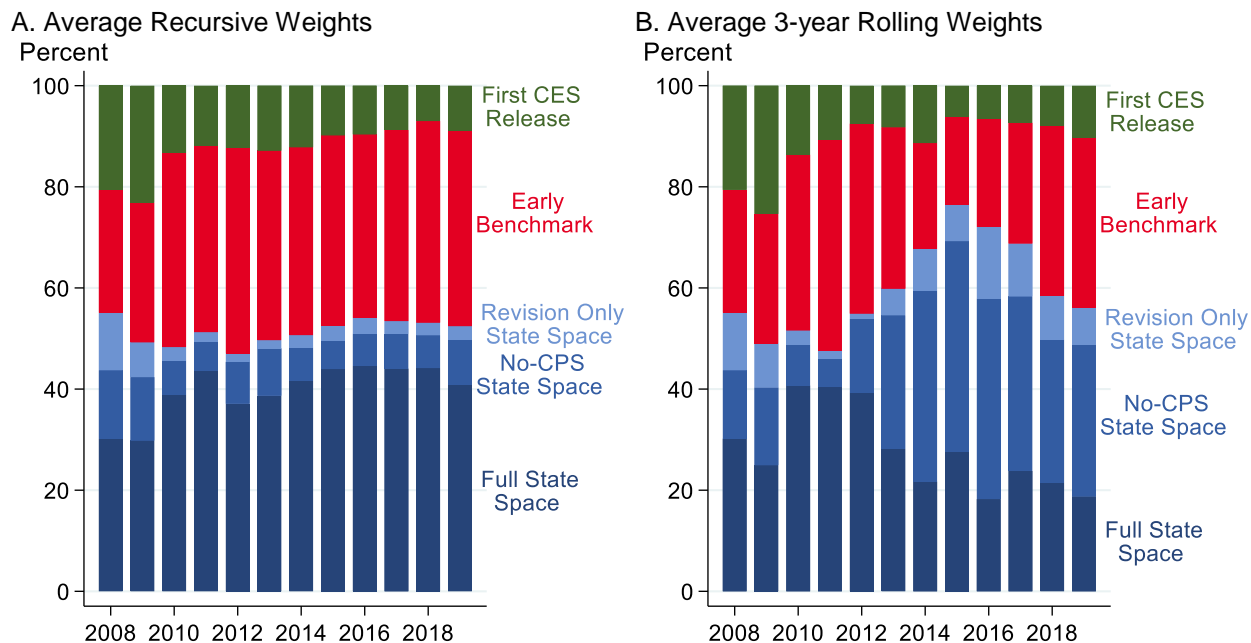 A. Average Recursive Weights
Percent
100
80
60
40
20
0
2008 2010 2012 2014 2016 2018
First CES
Release
Early
Benchmark
Revision Only
State Space
No-CPS
State Space
Full State
Space
B. Average 3-year Rolling Weights
Percent
100
80
60
40
20
0
2008 2010 2012 2014 2016 2018
First CES
Release
Early
Benchmark
Revision Only
State Space
No-CPS
State Space
Full State
Space